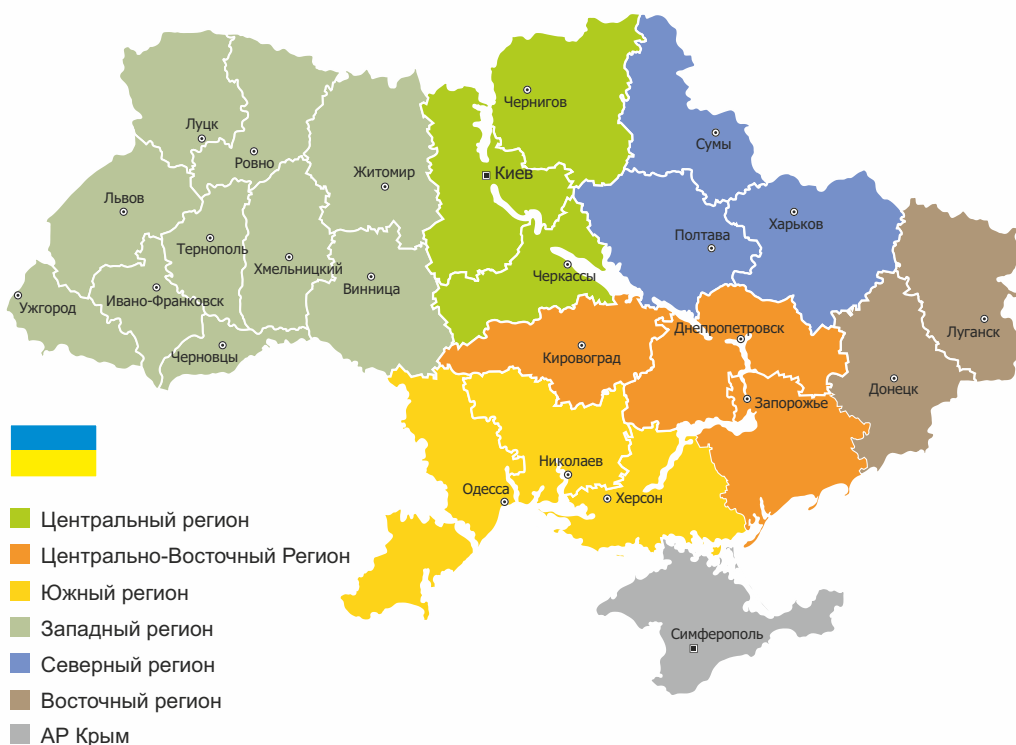 Чернигов
Луцк
Сумы
Ровно
Житомир
Киев
Львов
Харьков
Тернополь
Полтава
Хмельницкий
Черкассы
Винница
Ивано-Франковск
Ужгород
Днепропетровск
Луганск
Черновцы
Кировоград
Донецк
Запорожье
Николаев
Одесса
Херсон
Центральный регион
Центрально-Восточный Регион
Южный регион
Западный регион
Симферополь
Северный регион
Восточный регион
АР Крым